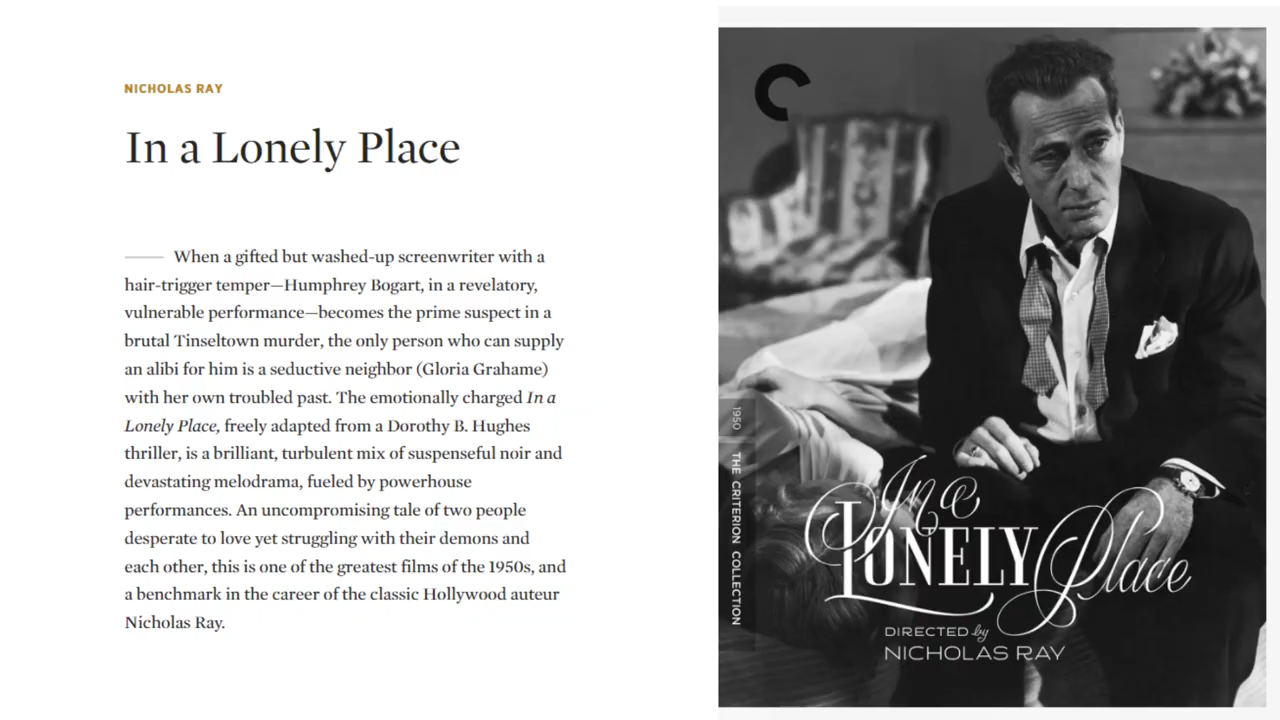 NICHOLAS RAY
In a Lonely Place
When a gifted but washed-up screenwriter with a
hair-trigger temper—Humphrey Bogart, in a revelatory,
vulnerable performance—becomes the prime suspect in a
brutal Tinseltown murder, the only person who can supply
an alibi for him is a seductive neighbor (Gloria Grahame)
with her own troubled past. The emotionally charged In a
Lonely Place, freely adapted from a Dorothy B. Hughes
thriller, is a brilliant, turbulent mix of suspenseful noir and
devastating melodrama, fueled by powerhouse
performances. An uncompromising tale of two people
desperate to love yet struggling with their demons and
each other, this is one of the greatest films of the 1950s, and
a benchmark in the career of the classic Hollywood auteur
Nicholas Ray.
1950 THE CRITERION COLLECTION
In a
LONELY Place
DIRECTED by
NICHOLAS RAY